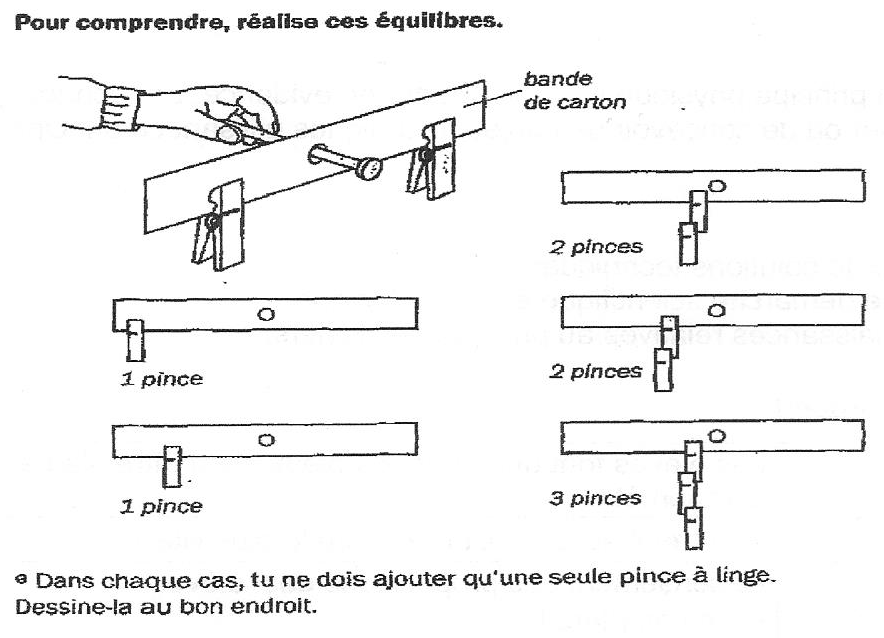 Pour comprendre, réalise ces équilibres.
bande
de carton
2 pinces
1 pince
2 pinces
1 pince
3 pinces
Dans chaque cas, tu ne dois ajouter qu'une seule pince à linge.
Dessine-la au bon endroit.